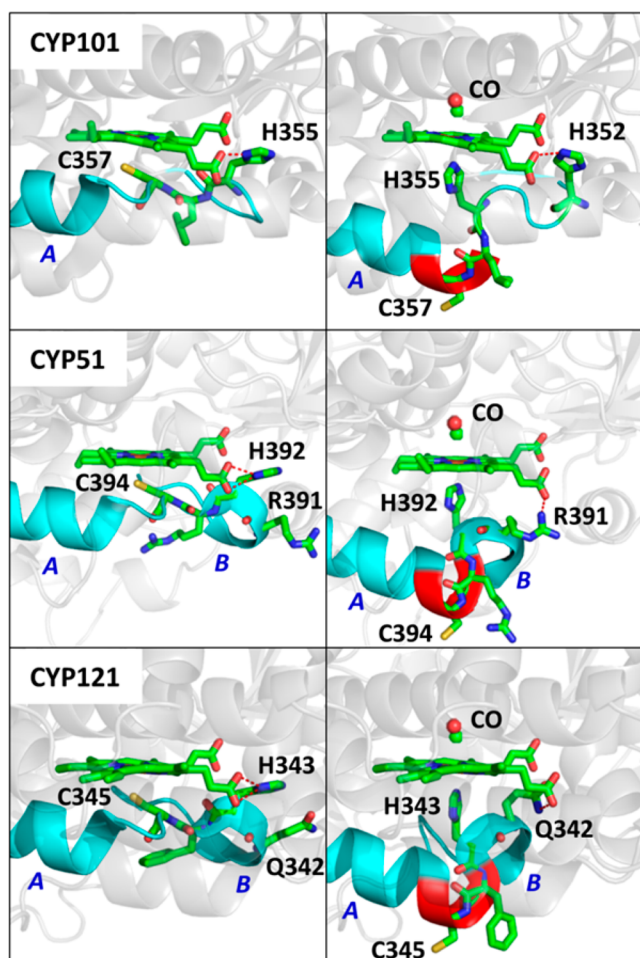 CYP101
C357
H355
A
CO
H352
H355
A
C357
CYP51
C394
H392
R391
A
B
CO
H392
R391
A
B
C394
CYP121
C345
H343
Q342
A
B
CO
H343
Q342
A
B
C345